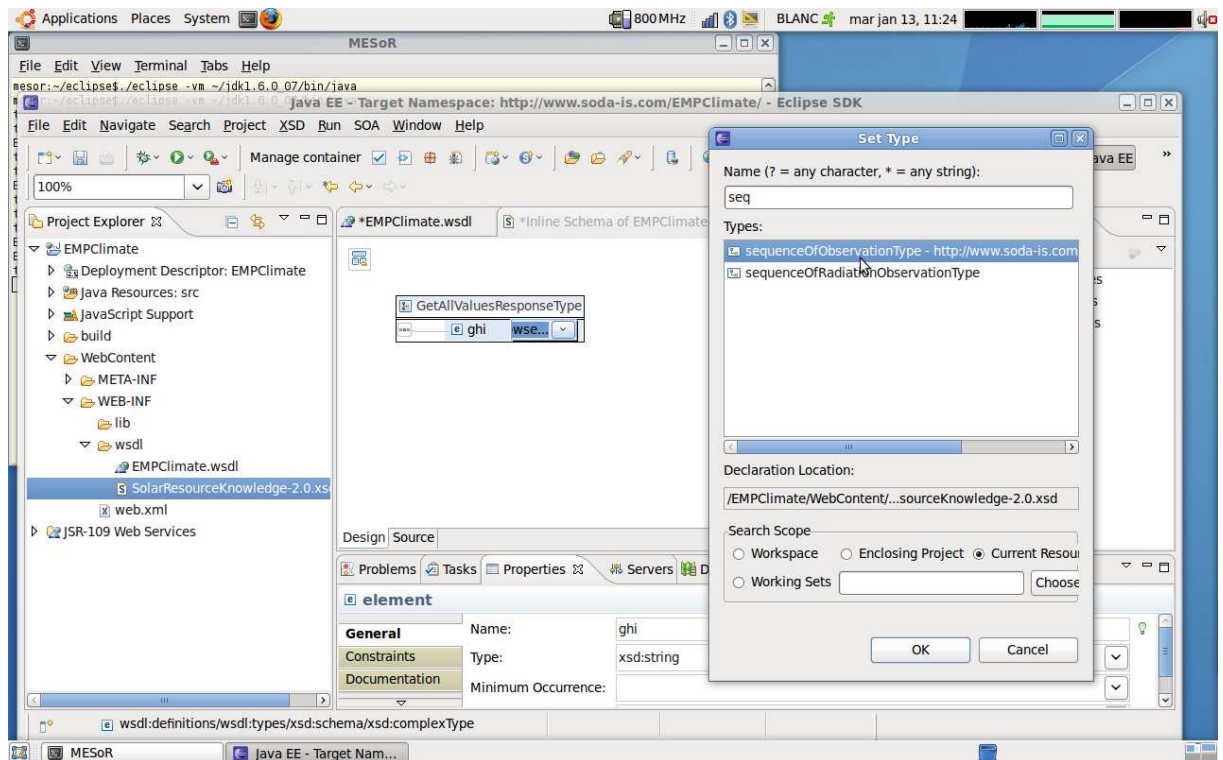 Applications Places System 800 MHz BLANC mar jan 13, 11:24
MESoR
File Edit View Terminal Tabs Help
mesor:~/eclipse$./eclipse -vm ~/jdk1.6.0_07/bin/java
Java EE - Target Namespace: http://www.soda-is.com/EMPClimate/ - Eclipse SDK
File Edit Navigate Search Project XSD Run SOA Window Help
Manage container
ava EE
»
100%
Project Explorer
EMPClimate
Deployment Descriptor: EMPClimate
Java Resources: src
JavaScript Support
build
WebContent
META-INF
WEB-INF
lib
wsdl
EMPClimate.wsdl
SolarResourceKnowledge-2.0.xs
web.xml
JSR-109 Web Services
*EMPClimate.wsdl
*Inline Schema of EMPClimate
GetAllValuesResponseType
ghi wse...
Design Source
Problems Tasks Properties Servers D
element
General
Constraints
Documentation
Name: ghi
Type: xsd:string
Minimum Occurrence:
Set Type
Name (? = any character, * = any string):
seq
Types:
sequenceOfObservationType - http://www.soda-is.com
sequenceOfRadiationObservationType
Declaration Location:
/EMPClimate/WebContent/...sourceKnowledge-2.0.xsd
Search Scope
Workspace Enclosing Project Current Resou
Working Sets Choose
OK Cancel
wsdl:definitions/wsdl:types/xsd:schema/xsd:complexType
MESoR Java EE - Target Nam...